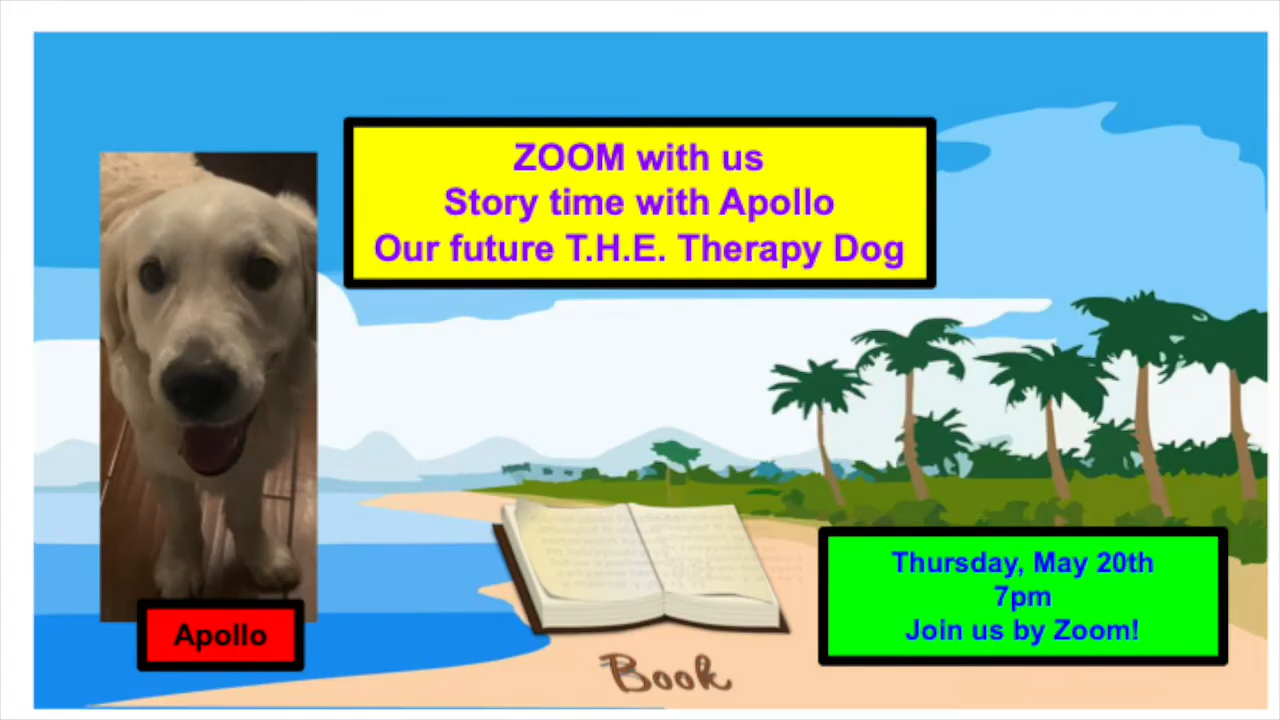 ZOOM with us
Story time with Apollo
Our future T.H.E. Therapy Dog
Apollo
Thursday, May 20th
7pm
Join us by Zoom!
Book